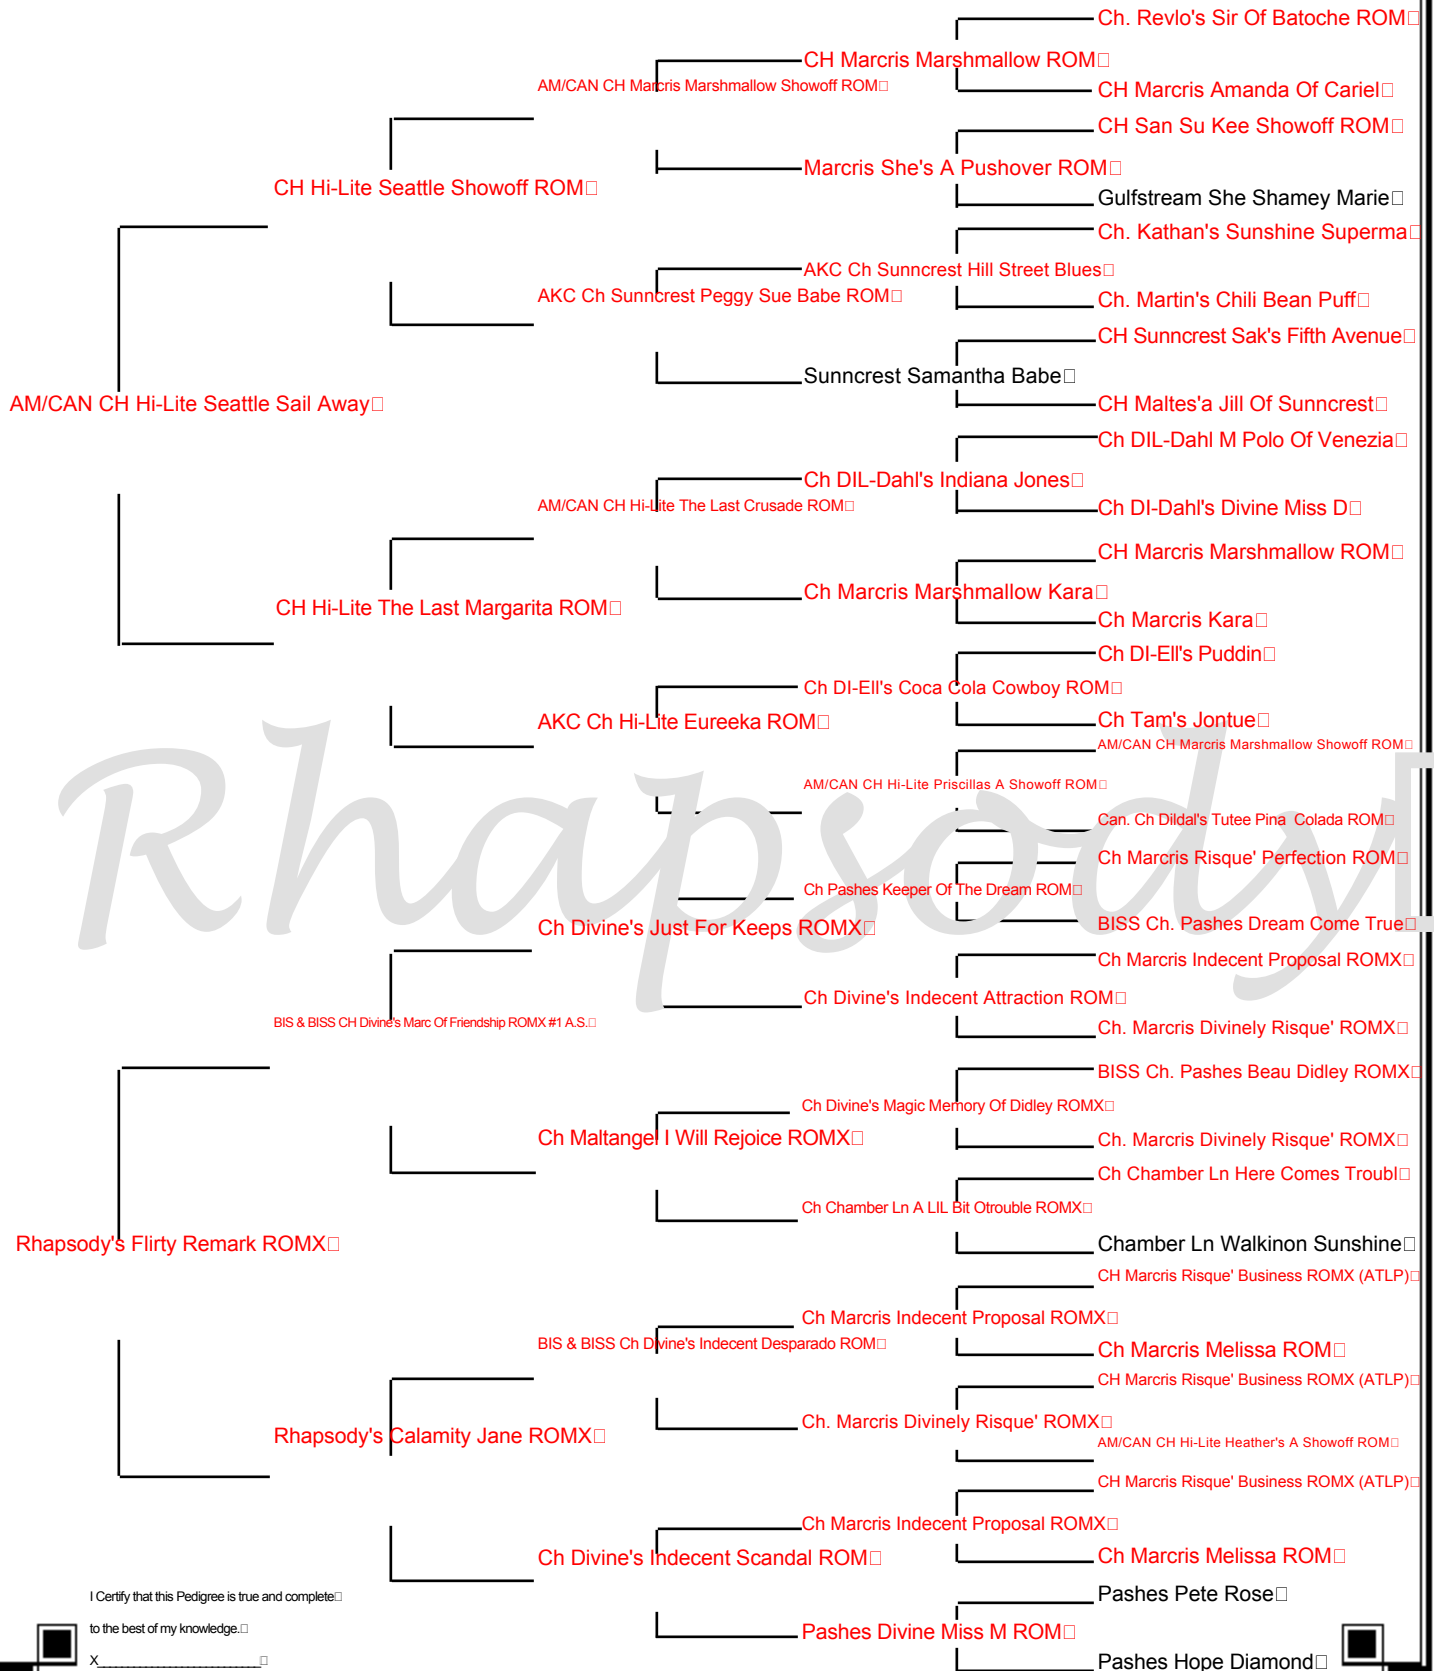 Ch. Revlo's Sir Of Batoche ROM
CH Marcris Marshmallow ROM
AM/CAN CH Marcris Marshmallow Showoff ROM
CH Marcris Amanda Of Cariel
CH San Su Kee Showoff ROM
Marcris She's A Pushover ROM
CH Hi-Lite Seattle Showoff ROM
Gulfstream She Shamey Marie
Ch. Kathan's Sunshine Superma
AKC Ch Sunncrest Hill Street Blues
AKC Ch Sunncrest Peggy Sue Babe ROM
Ch. Martin's Chili Bean Puff
CH Sunncrest Sak's Fifth Avenue
Sunncrest Samantha Babe
AM/CAN CH Hi-Lite Seattle Sail Away
CH Maltes'a Jill Of Sunncrest
Ch DIL-Dahl M Polo Of Venezia
Ch DIL-Dahl's Indiana Jones
AM/CAN CH Hi-Lite The Last Crusade ROM
Ch DI-Dahl's Divine Miss D
CH Marcris Marshmallow ROM
Ch Marcris Marshmallow Kara
CH Hi-Lite The Last Margarita ROM
Ch Marcris Kara
Ch DI-Ell's Puddin
Ch DI-Ell's Coca Cola Cowboy ROM
AKC Ch Hi-Lite Eureeka ROM
Ch Tam's Jontue
AM/CAN CH Marcris Marshmallow Showoff ROM
AM/CAN CH Hi-Lite Priscillas A Showoff ROM
Can. Ch Dildal's Tutee Pina  Colada ROM
Rhapsody
Ch Marcris Risque' Perfection ROM
Ch Pashes Keeper Of The Dream ROM
Ch Divine's Just For Keeps ROMX
BISS Ch. Pashes Dream Come True
Ch Marcris Indecent Proposal ROMX
Ch Divine's Indecent Attraction ROM
BIS & BISS CH Divine's Marc Of Friendship ROMX #1 A.S.
Ch. Marcris Divinely Risque' ROMX
BISS Ch. Pashes Beau Didley ROMX
Ch Divine's Magic Memory Of Didley ROMX
Ch Maltangel I Will Rejoice ROMX
Ch. Marcris Divinely Risque' ROMX
Ch Chamber Ln Here Comes Troubl
Ch Chamber Ln A LIL Bit Otrouble ROMX
Rhapsody's Flirty Remark ROMX
Chamber Ln Walkinon Sunshine
CH Marcris Risque' Business ROMX (ATLP)
Ch Marcris Indecent Proposal ROMX
BIS & BISS Ch Divine's Indecent Desparado ROM
Ch Marcris Melissa ROM
CH Marcris Risque' Business ROMX (ATLP)
Ch. Marcris Divinely Risque' ROMX
Rhapsody's Calamity Jane ROMX
AM/CAN CH Hi-Lite Heather's A Showoff ROM
CH Marcris Risque' Business ROMX (ATLP)
Ch Marcris Indecent Proposal ROMX
Ch Divine's Indecent Scandal ROM
Ch Marcris Melissa ROM
Pashes Pete Rose
Pashes Divine Miss M ROM
Pashes Hope Diamond
I Certify that this Pedigree is true and complete
to the best of my knowledge.
X__________________________